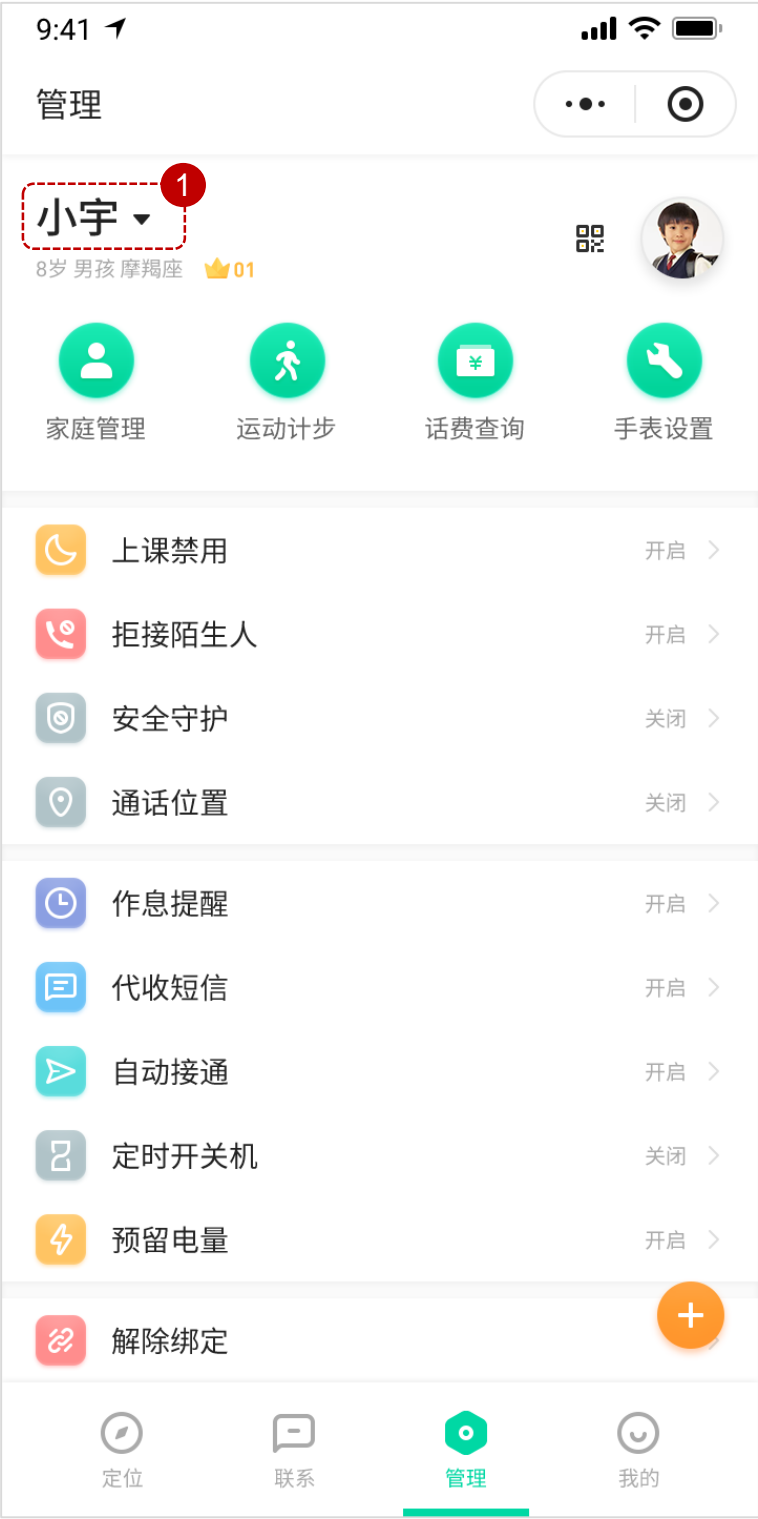 9:41
管理
1
小宇
8岁 男孩 摩羯座 01
家庭管理 运动计步 话费查询 手表设置
上课禁用 开启
拒接陌生人 开启
安全守护 关闭
通话位置 关闭
作息提醒 开启
代收短信 开启
自动接通 开启
定时开关机 关闭
预留电量 开启
解除绑定
定位 联系 管理 我的